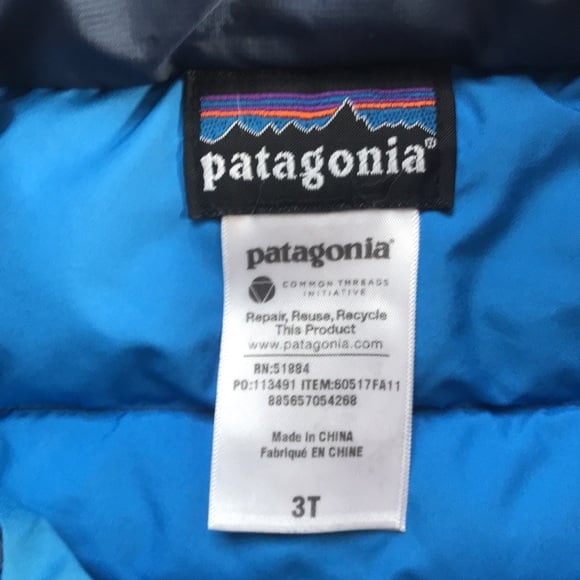 patagonia®
patagonia®
COMMON THREADS
INITIATIVE
Repair, Reuse, Recycle
This Product
www.patagonia.com
RN:51884
PO:113491 ITEM:60517FA11
885657054268
Made in CHINA
Fabriqué EN CHINE
3T